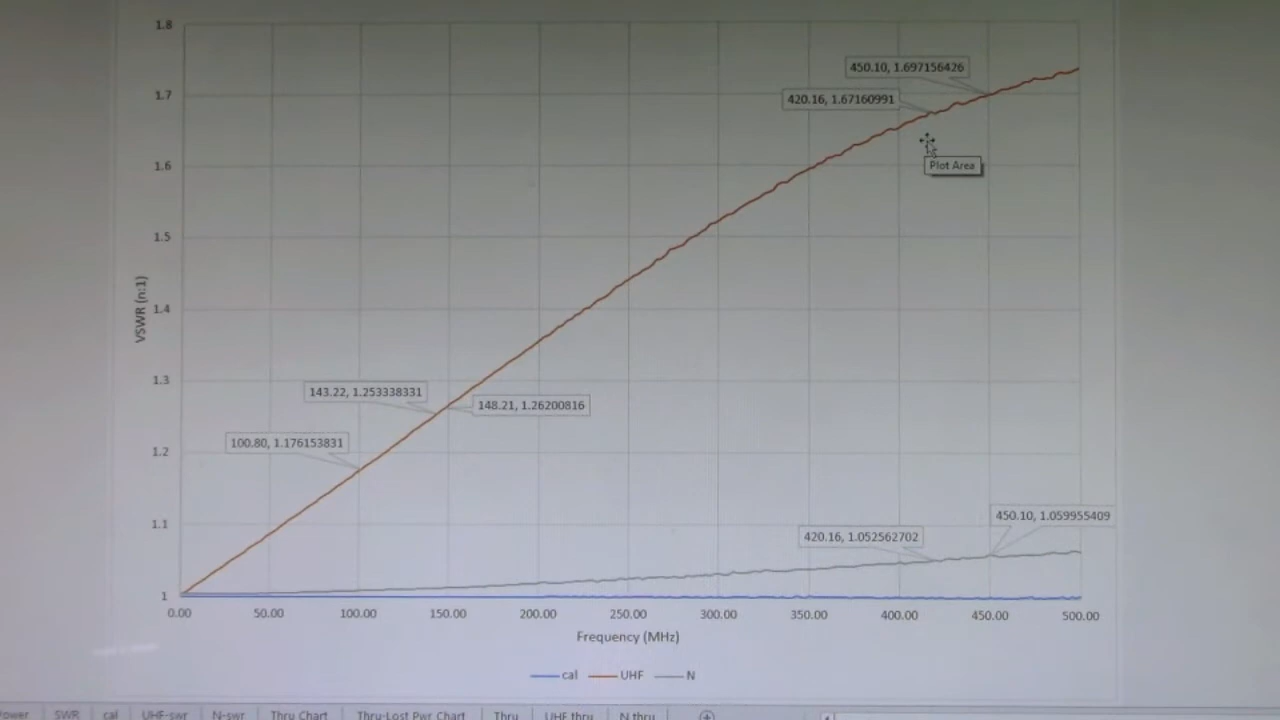 1.8
450.10, 1.697156426
1.7
420.16, 1.67160991
1.6
Plot Area
1.5
VSWR (n:1)
1.4
1.3
143.22, 1.253338331
148.21, 1.26200816
100.80, 1.176153831
1.2
1.1
450.10, 1.059955409
420.16, 1.052562702
1
0.00 50.00 100.00 150.00 200.00 250.00 300.00 350.00 400.00 450.00 500.00
Frequency (MHz)
cal UHF N
SWR cal UHF-swr N-swr Thru Chart Thru-Lost Pwr Chart Thru UHF thru N thru